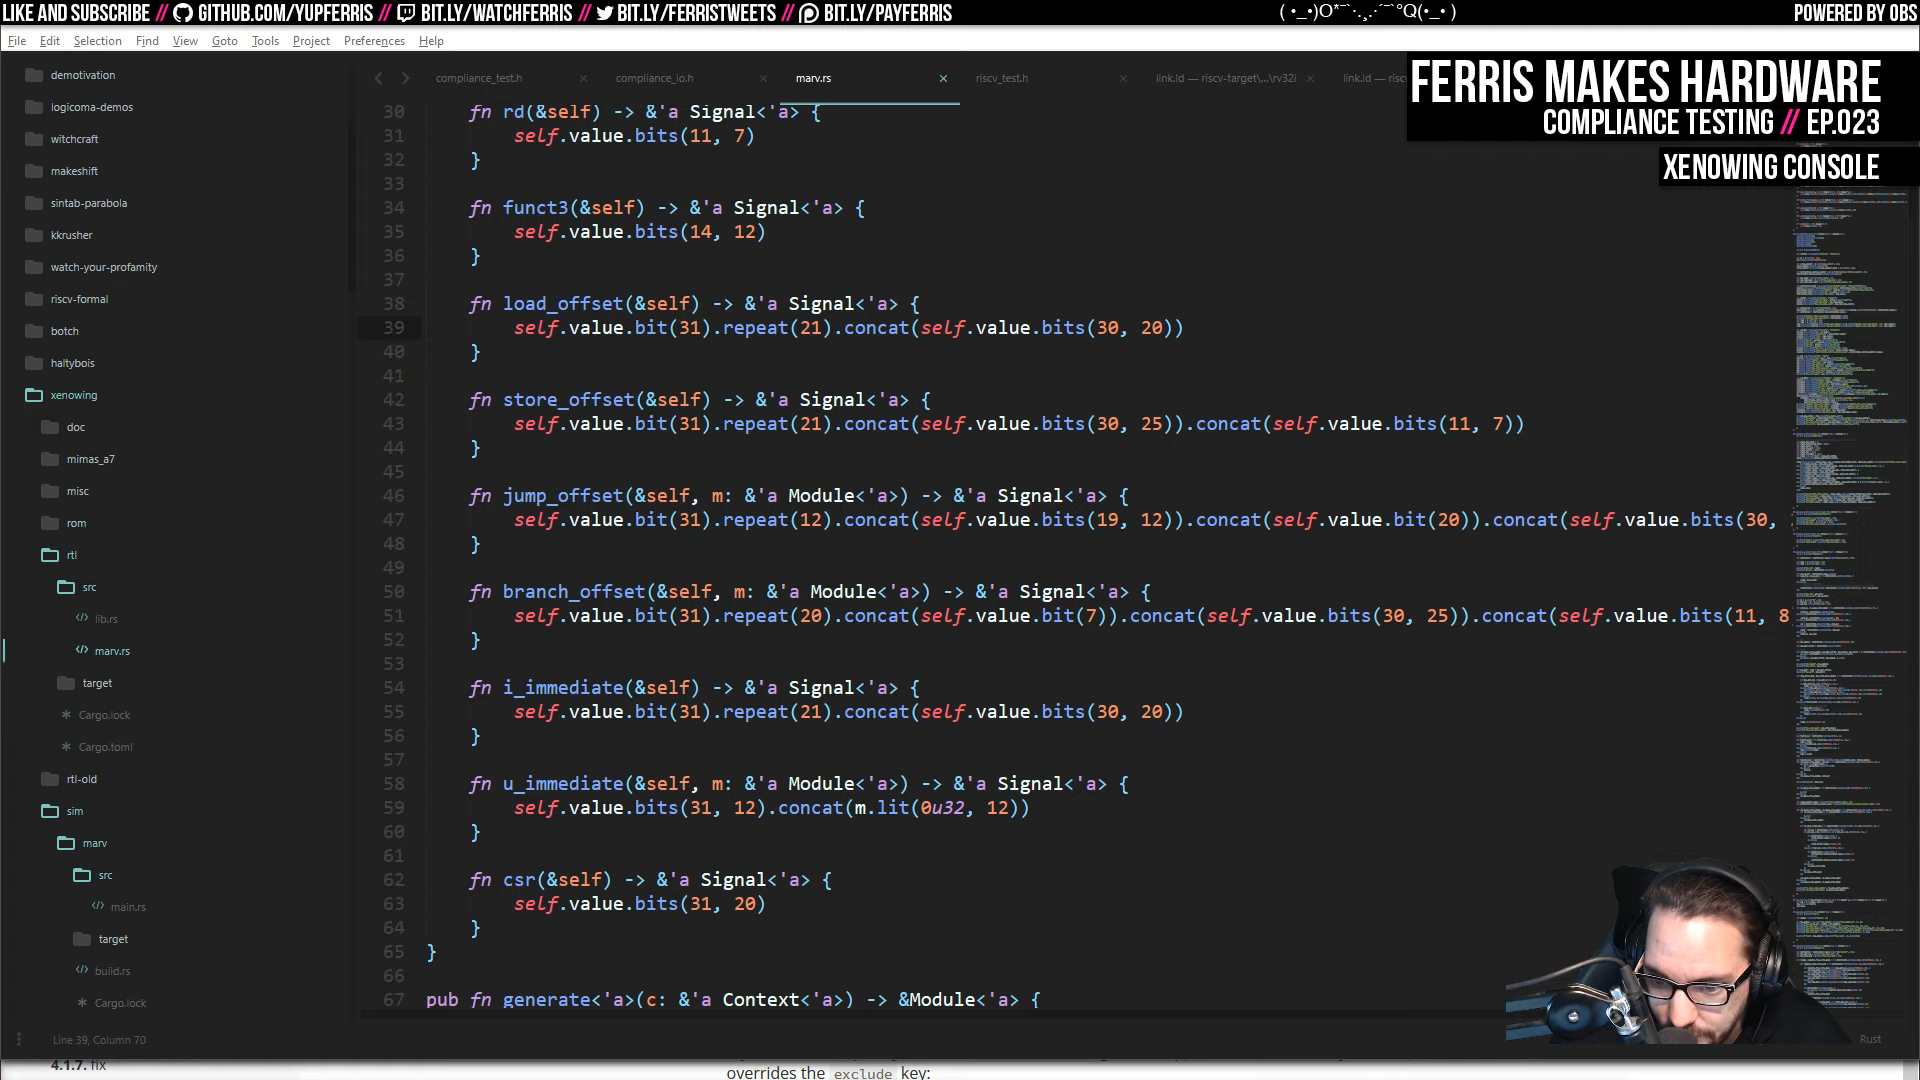 LIKE AND SUBSCRIBE // GITHUB.COM/YUPFERRIS // BIT.LY/WATCHFERRIS // BIT.LY/FERRISTWEETS // BIT.LY/PAYFERRIS
POWERED BY OBS
File Edit Selection Find View Goto Tools Project Preferences Help
FERRIS MAKES HARDWARE
COMPLIANCE TESTING // EP.023
XENOWING CONSOLE
demotivation
logicoma-demos
witchcraft
makeshift
sintab-parabola
kkrusher
watch-your-profamity
riscv-formal
botch
haltybois
xenowing
doc
mimas_a7
misc
rom
rtl
src
lib.rs
marv.rs
target
Cargo.lock
Cargo.toml
rtl-old
sim
marv
src
main.rs
target
build.rs
Cargo.lock
compliance_test.h compliance_io.h marv.rs riscv_test.h link.ld — riscv-target\...\rv32i link.ld — risc
30 fn rd(&self) -> &'a Signal<'a> {
31 self.value.bits(11, 7)
32 }
33
34 fn funct3(&self) -> &'a Signal<'a> {
35 self.value.bits(14, 12)
36 }
37
38 fn load_offset(&self) -> &'a Signal<'a> {
39 self.value.bit(31).repeat(21).concat(self.value.bits(30, 20))
40 }
41
42 fn store_offset(&self) -> &'a Signal<'a> {
43 self.value.bit(31).repeat(21).concat(self.value.bits(30, 25)).concat(self.value.bits(11, 7))
44 }
45
46 fn jump_offset(&self, m: &'a Module<'a>) -> &'a Signal<'a> {
47 self.value.bit(31).repeat(12).concat(self.value.bits(19, 12)).concat(self.value.bit(20)).concat(self.value.bits(30,
48 }
49
50 fn branch_offset(&self, m: &'a Module<'a>) -> &'a Signal<'a> {
51 self.value.bit(31).repeat(20).concat(self.value.bit(7)).concat(self.value.bits(30, 25)).concat(self.value.bits(11, 8
52 }
53
54 fn i_immediate(&self) -> &'a Signal<'a> {
55 self.value.bit(31).repeat(21).concat(self.value.bits(30, 20))
56 }
57
58 fn u_immediate(&self, m: &'a Module<'a>) -> &'a Signal<'a> {
59 self.value.bits(31, 12).concat(m.lit(0u32, 12))
60 }
61
62 fn csr(&self) -> &'a Signal<'a> {
63 self.value.bits(31, 20)
64 }
65 }
66
67 pub fn generate<'a>(c: &'a Context<'a>) -> &Module<'a> {
Line 39, Column 70
Rust
4.1.7. fix
overrides the exclude key: